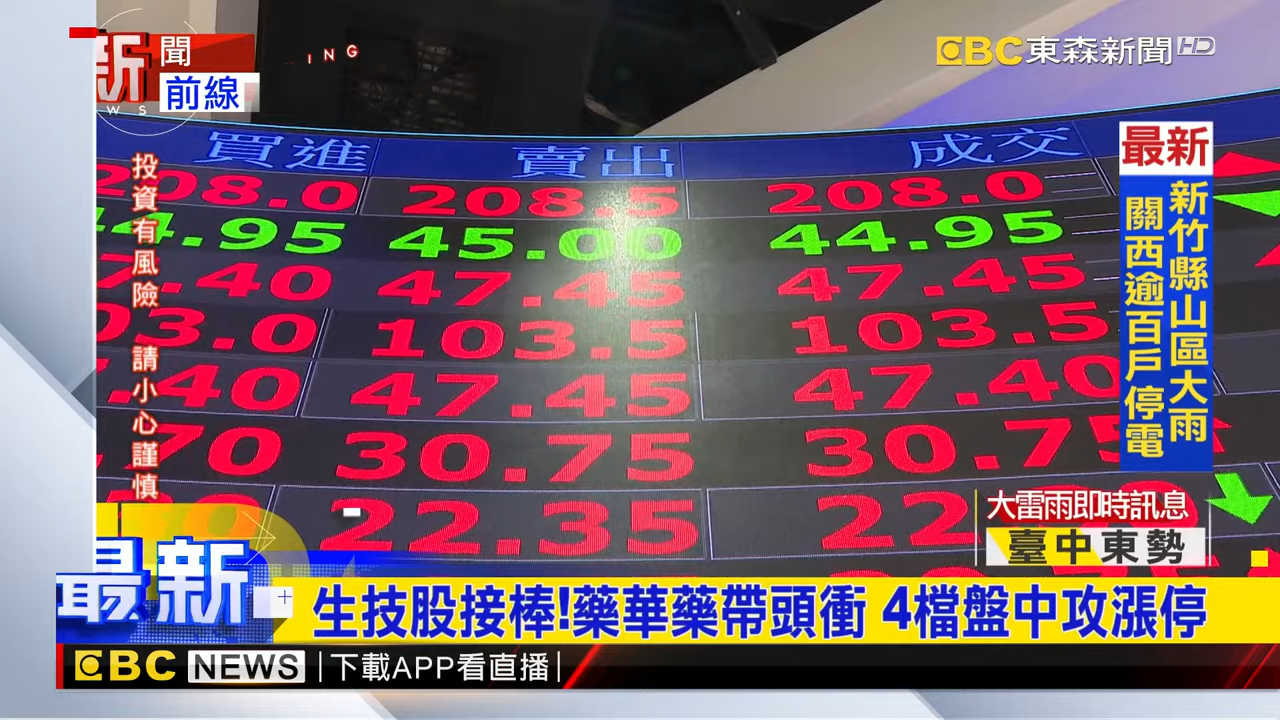 新聞
前線
EBC東森新聞HD
投資有風險 請小心謹慎
最新
新竹縣山區大雨
關西逾百戶停電
買進 賣出 成交
208.0 208.5 208.0
4.95 45.00 44.95
7.40 47.45 47.45
03.0 103.5 103.5
7.40 47.45 47.40
.70 30.75 30.75
22.35
大雷雨即時訊息
臺中東勢
最新
生技股接棒!藥華藥帶頭衝 4檔盤中攻漲停
EBC NEWS 下載APP看直播